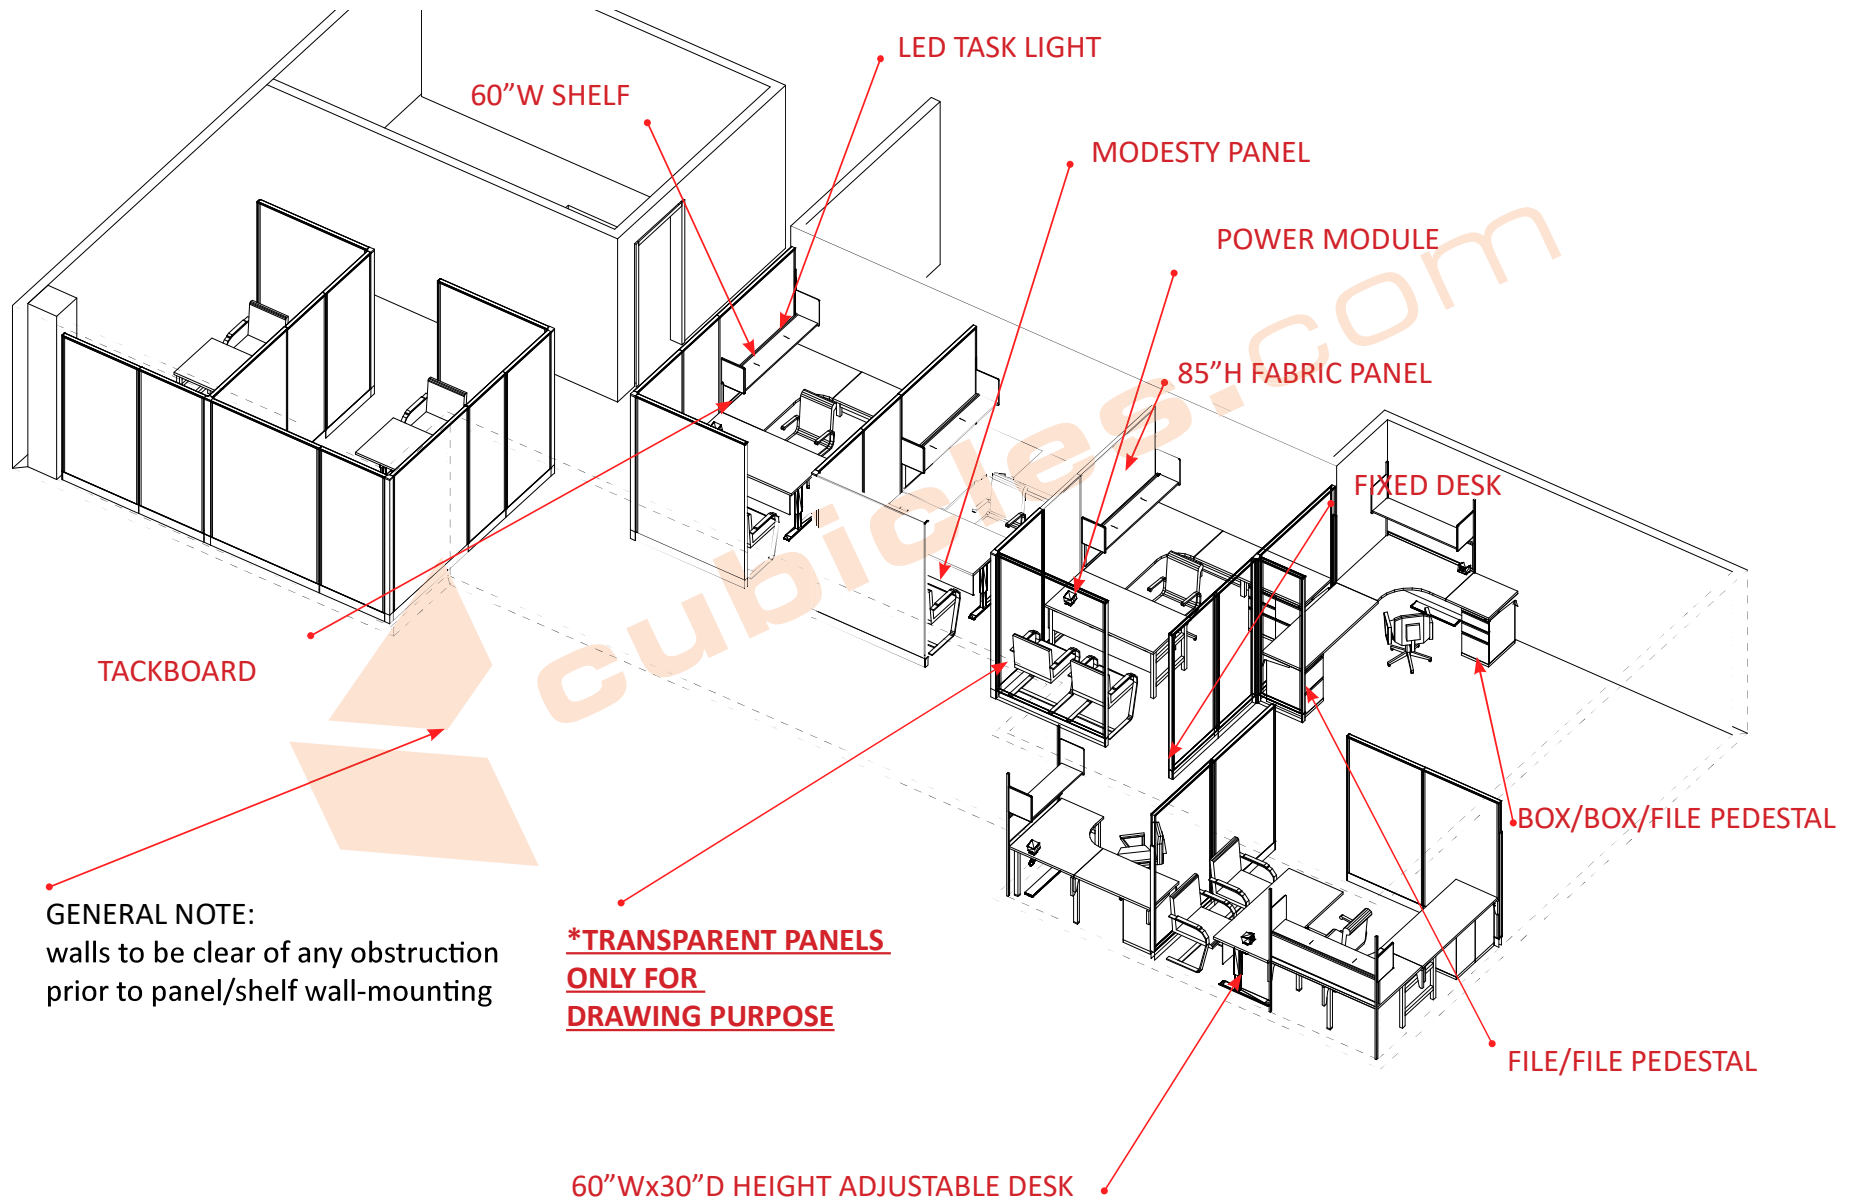 LED TASK LIGHT
60”W SHELF
MODESTY PANEL
POWER MODULE
85”H FABRIC PANEL
FIXED DESK
cubicles.com
TACKBOARD
BOX/BOX/FILE PEDESTAL
GENERAL NOTE:
walls to be clear of any obstruction
prior to panel/shelf wall-mounting
*TRANSPARENT PANELS
ONLY FOR
DRAWING PURPOSE
FILE/FILE PEDESTAL
60”Wx30”D HEIGHT ADJUSTABLE DESK